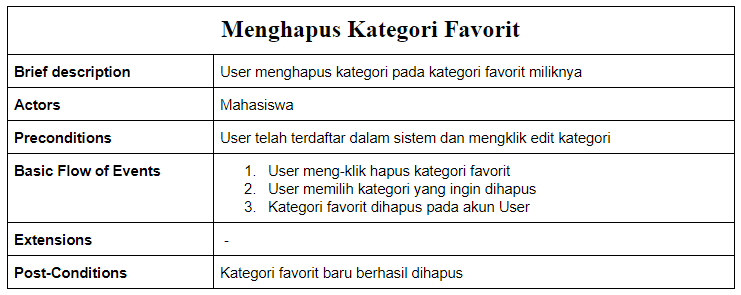 Menghapus Kategori Favorit
Brief description User menghapus kategori pada kategori favorit miliknya
Actors Mahasiswa
Preconditions User telah terdaftar dalam sistem dan mengklik edit kategori
Basic Flow of Events 1. User meng-klik hapus kategori favorit
2. User memilih kategori yang ingin dihapus
3. Kategori favorit dihapus pada akun User
Extensions -
Post-Conditions Kategori favorit baru berhasil dihapus